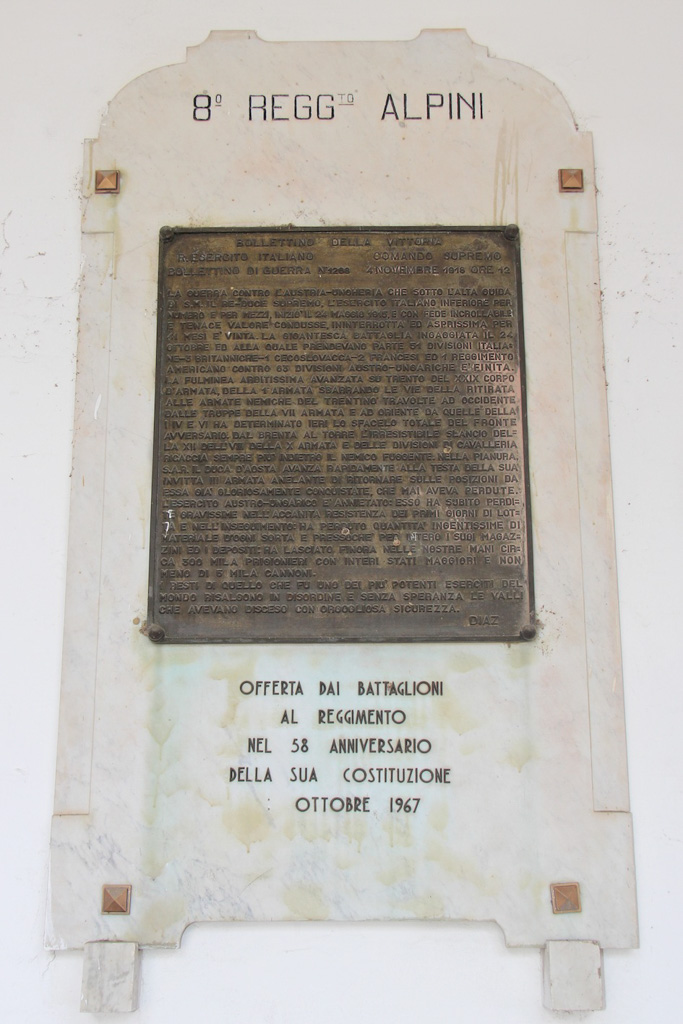 8º REGGTO ALPINI
BOLLETTINO DELLA VITTORIA
R.ESERCITO ITALIANO COMANDO SUPREMO
BOLLETTINO DI GUERRA Nº1268 4 NOVEMBRE 1918 ORE 12
LA GUERRA CONTRO L'AUSTRIA-UNGHERIA CHE SOTTO L'ALTA GUIDA
DI S.M. IL RE-DUCE SUPREMO, L'ESERCITO ITALIANO INFERIORE PER
NUMERO E PER MEZZI, INIZIO' IL 24 MAGGIO 1915, E CON FEDE INCROLLABILE
E TENACE VALORE CONDUSSE, ININTERROTTA ED ASPRISSIMA PER
MESI E' VINTA. LA GIGANTESCA BATTAGLIA INGAGGIATA IL 24
OTTOBRE ED ALLA QUALE PRENDEVANO PARTE 51 DIVISIONI ITALIA-
NE-3 BRITANNICHE-1 CECOSLOVACCA-2 FRANCESI ED 1 REGGIMENTO
AMERICANO CONTRO 63 DIVISIONI AUSTRO-UNGARICHE E' FINITA.
LA FULMINEA ARDITISSIMA AVANZATA SU TRENTO DEL XXIX CORPO
D'ARMATA, DELLA 1 ARMATA SBARRANDO LE VIE DELLA RITIRATA
ALLE ARMATE NEMICHE DEL TRENTINO TRAVOLTE AD OCCIDENTE
DALLE TRUPPE DELLA VII ARMATA E AD ORIENTE DA QUELLE DELLA
I IV E VI HA DETERMINATO IERI LO SFACELO TOTALE DEL FRONTE
AVVERSARIO. DAL BRENTA AL TORRE L'IRRESISTIBILE SLANCIO DEL-
LA XII DELL'VIII DELLA X ARMATA E DELLE DIVISIONI DI CAVALLERIA
RICACCIA SEMPRE PIU' INDIETRO IL NEMICO FUGGENTE. NELLA PIANURA,
S.A.R. IL DUCA D'AOSTA AVANZA RAPIDAMENTE ALLA TESTA DELLA SUA
INVITTA III ARMATA ANELANTE DI RITORNARE SULLE POSIZIONI DA
ESSA GIA' GLORIOSAMENTE CONQUISTATE, CHE MAI AVEVA PERDUTE.
L'ESERCITO AUSTRO-UNGARICO E' ANNIETATO: ESSO HA SUBITO PERDI-
TE GRAVISSIME NELL'ACCANITA RESISTENZA DEI PRIMI GIORNI DI LOT-
TA E NELL'INSEGUIMENTO: HA PERDUTO QUANTITA' INGENTISSIME DI
MATERIALE D'OGNI SORTA E PRESSOCHE' PER INTERO I SUOI MAGAZ-
ZINI ED I DEPOSITI: HA LASCIATO FINORA NELLE NOSTRE MANI CIR-
CA 300 MILA PRIGIONIERI CON INTERI STATI MAGGIORI E NON
MENO DI 5 MILA CANNONI.
I RESTI DI QUELLO CHE FU UNO DEI PIU' POTENTI ESERCITI DEL
MONDO RISALGONO IN DISORDINE E SENZA SPERANZA LE VALLI
CHE AVEVANO DISCESO CON ORGOGLIOSA SICUREZZA.
DIAZ
OFFERTA DAI BATTAGLIONI
AL REGGIMENTO
NEL 58 ANNIVERSARIO
DELLA SUA COSTITUZIONE
OTTOBRE 1967